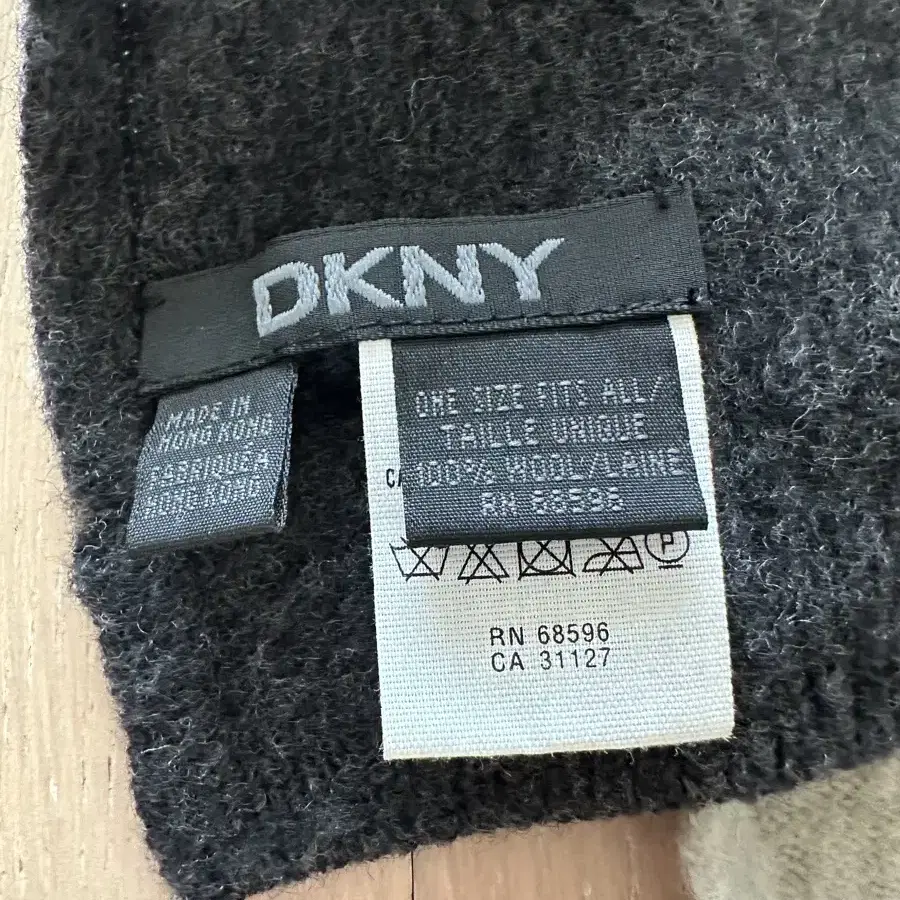 DKNY
MADE IN
HONG KONG
FABRIQUE A
HONG KONG
ONE SIZE FITS ALL/
TAILLE UNIQUE
100% WOOL/LAINE
RN 68596
P
RN 68596
CA 31127